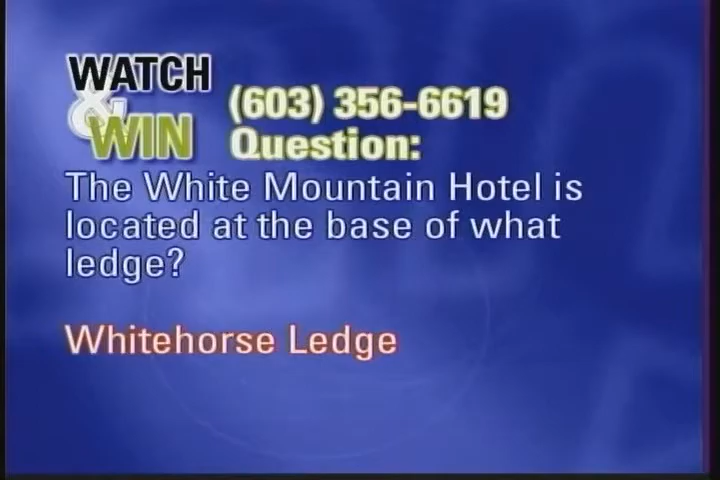 WATCH
& WIN
(603) 356-6619
Question:
The White Mountain Hotel is
located at the base of what
ledge?
Whitehorse Ledge